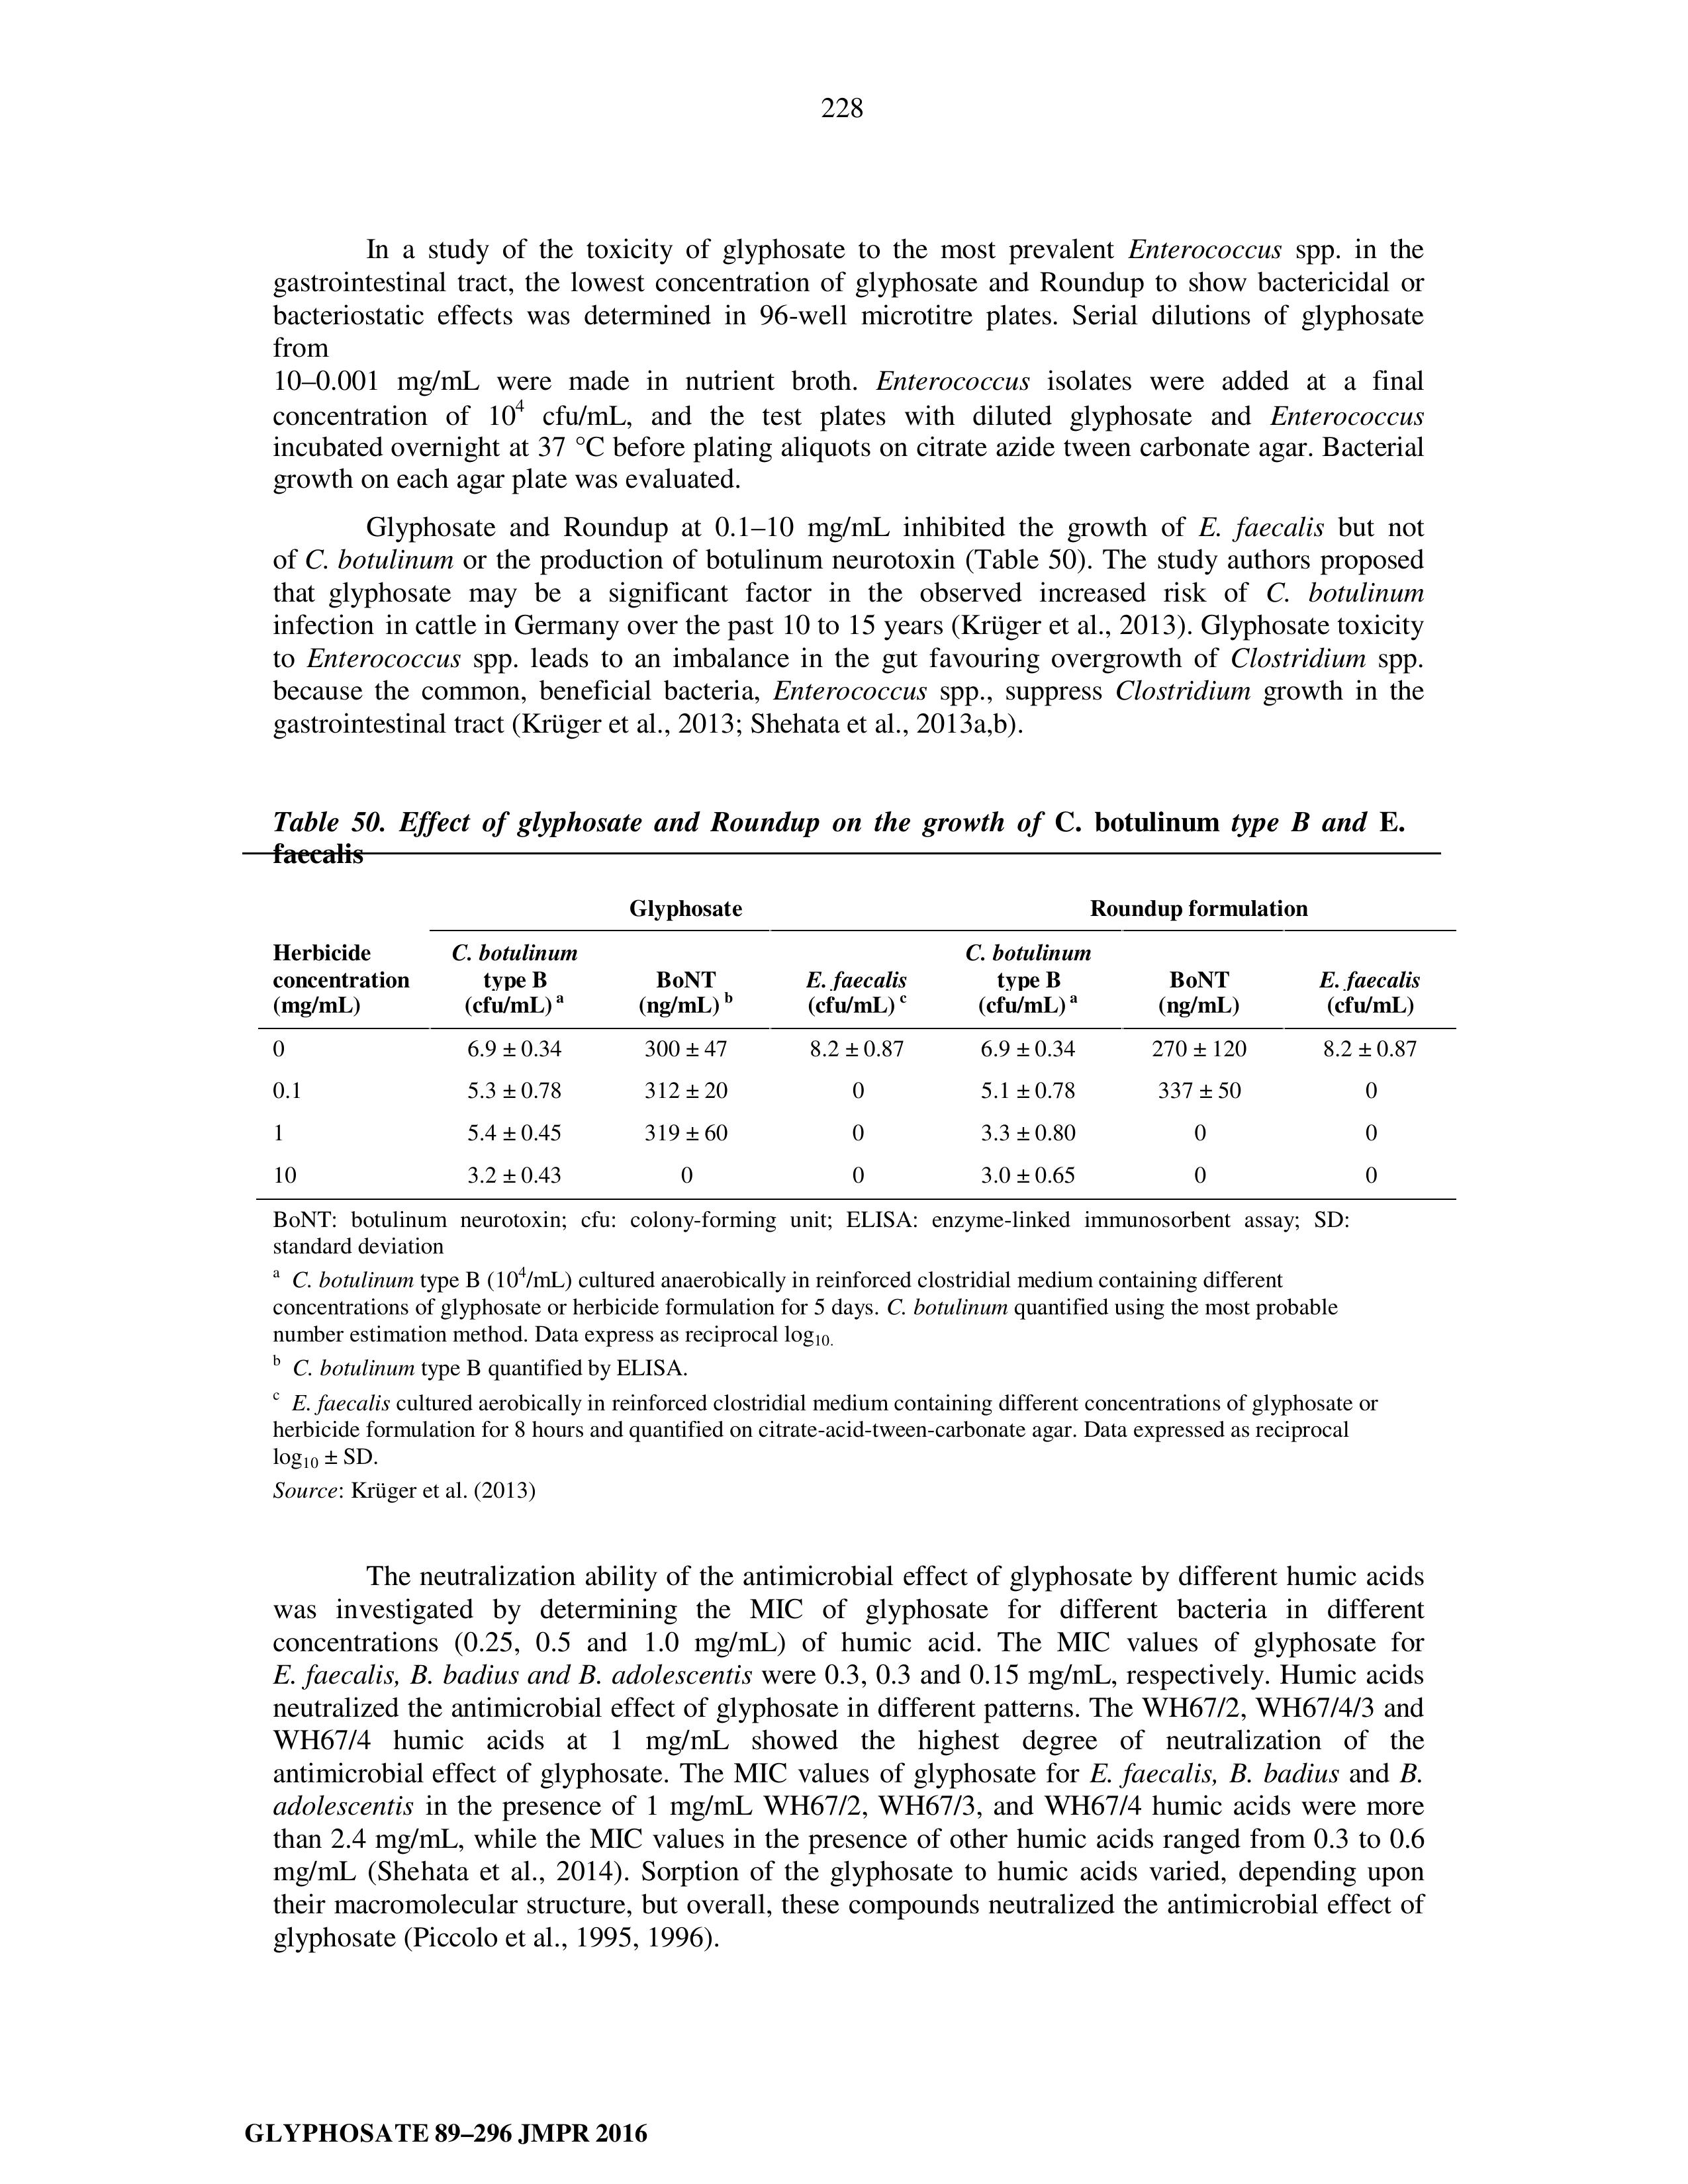 228
In a study of the toxicity of glyphosate to the most prevalent Enterococcus spp. in the
gastrointestinal tract, the lowest concentration of glyphosate and Roundup to show bactericidal or
bacteriostatic effects was determined in 96-well microtitre plates. Serial dilutions of glyphosate
from
10–0.001 mg/mL were made in nutrient broth. Enterococcus isolates were added at a final
concentration of 10⁴ cfu/mL, and the test plates with diluted glyphosate and Enterococcus
incubated overnight at 37 °C before plating aliquots on citrate azide tween carbonate agar. Bacterial
growth on each agar plate was evaluated.
Glyphosate and Roundup at 0.1–10 mg/mL inhibited the growth of E. faecalis but not
of C. botulinum or the production of botulinum neurotoxin (Table 50). The study authors proposed
that glyphosate may be a significant factor in the observed increased risk of C. botulinum
infection in cattle in Germany over the past 10 to 15 years (Krüger et al., 2013). Glyphosate toxicity
to Enterococcus spp. leads to an imbalance in the gut favouring overgrowth of Clostridium spp.
because the common, beneficial bacteria, Enterococcus spp., suppress Clostridium growth in the
gastrointestinal tract (Krüger et al., 2013; Shehata et al., 2013a,b).
Table 50. Effect of glyphosate and Roundup on the growth of C. botulinum type B and E.
faecalis
Glyphosate Roundup formulation
Herbicide C. botulinum C. botulinum
concentration type B BoNT E. faecalis type B BoNT E. faecalis
(mg/mL) (cfu/mL) ᵃ (ng/mL) ᵇ (cfu/mL) ᶜ (cfu/mL) ᵃ (ng/mL) (cfu/mL)
0 6.9 ± 0.34 300 ± 47 8.2 ± 0.87 6.9 ± 0.34 270 ± 120 8.2 ± 0.87
0.1 5.3 ± 0.78 312 ± 20 0 5.1 ± 0.78 337 ± 50 0
1 5.4 ± 0.45 319 ± 60 0 3.3 ± 0.80 0 0
10 3.2 ± 0.43 0 0 3.0 ± 0.65 0 0
BoNT: botulinum neurotoxin; cfu: colony-forming unit; ELISA: enzyme-linked immunosorbent assay; SD:
standard deviation
ᵃ C. botulinum type B (10⁴/mL) cultured anaerobically in reinforced clostridial medium containing different
concentrations of glyphosate or herbicide formulation for 5 days. C. botulinum quantified using the most probable
number estimation method. Data express as reciprocal log₁₀.
ᵇ C. botulinum type B quantified by ELISA.
ᶜ E. faecalis cultured aerobically in reinforced clostridial medium containing different concentrations of glyphosate or
herbicide formulation for 8 hours and quantified on citrate-acid-tween-carbonate agar. Data expressed as reciprocal
log₁₀ ± SD.
Source: Krüger et al. (2013)
The neutralization ability of the antimicrobial effect of glyphosate by different humic acids
was investigated by determining the MIC of glyphosate for different bacteria in different
concentrations (0.25, 0.5 and 1.0 mg/mL) of humic acid. The MIC values of glyphosate for
E. faecalis, B. badius and B. adolescentis were 0.3, 0.3 and 0.15 mg/mL, respectively. Humic acids
neutralized the antimicrobial effect of glyphosate in different patterns. The WH67/2, WH67/4/3 and
WH67/4 humic acids at 1 mg/mL showed the highest degree of neutralization of the
antimicrobial effect of glyphosate. The MIC values of glyphosate for E. faecalis, B. badius and B.
adolescentis in the presence of 1 mg/mL WH67/2, WH67/3, and WH67/4 humic acids were more
than 2.4 mg/mL, while the MIC values in the presence of other humic acids ranged from 0.3 to 0.6
mg/mL (Shehata et al., 2014). Sorption of the glyphosate to humic acids varied, depending upon
their macromolecular structure, but overall, these compounds neutralized the antimicrobial effect of
glyphosate (Piccolo et al., 1995, 1996).
GLYPHOSATE 89–296 JMPR 2016